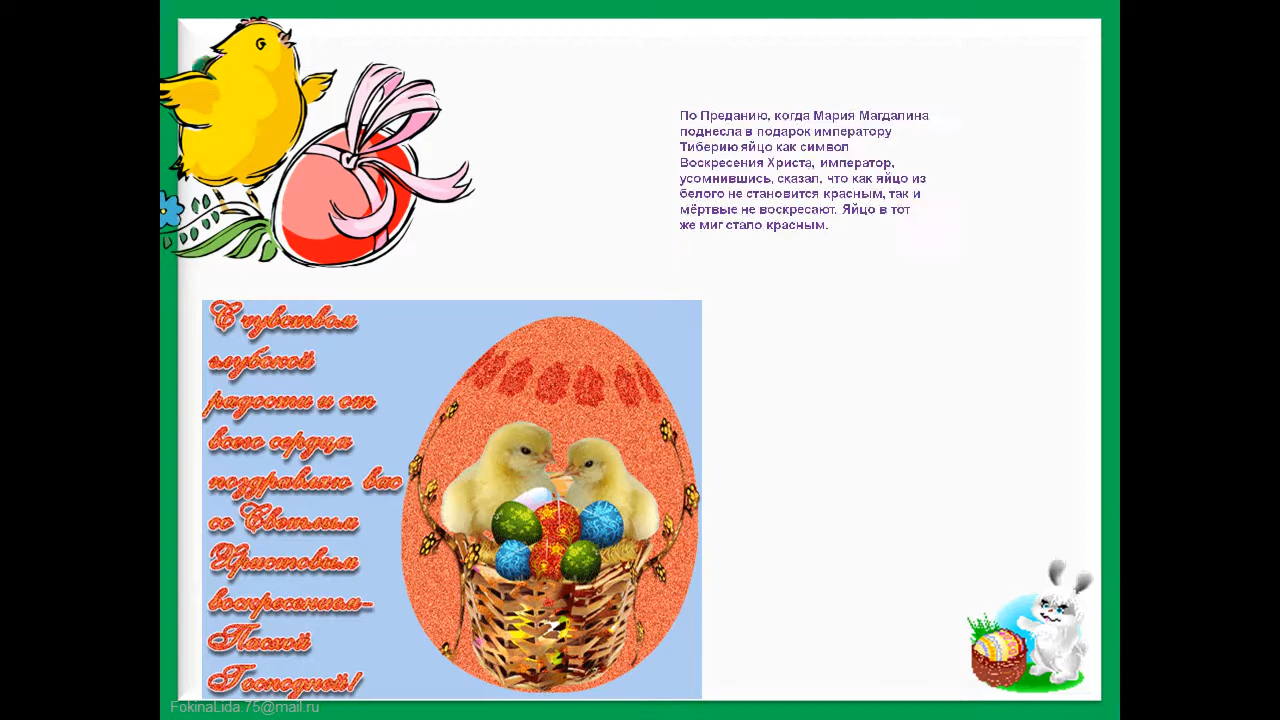 По Преданию, когда Мария Магдалина
поднесла в подарок императору
Тиберию яйцо как символ
Воскресения Христа, император,
усомнившись, сказал, что как яйцо из
белого не становится красным, так и
мёртвые не воскресают. Яйцо в тот
же миг стало красным.
С чувством
глубокой
радости и от
всего сердца
поздравляю вас
со Светлым
Христовым
воскресением-
Пасхой
Господней!
FokinaLida.75@mail.ru